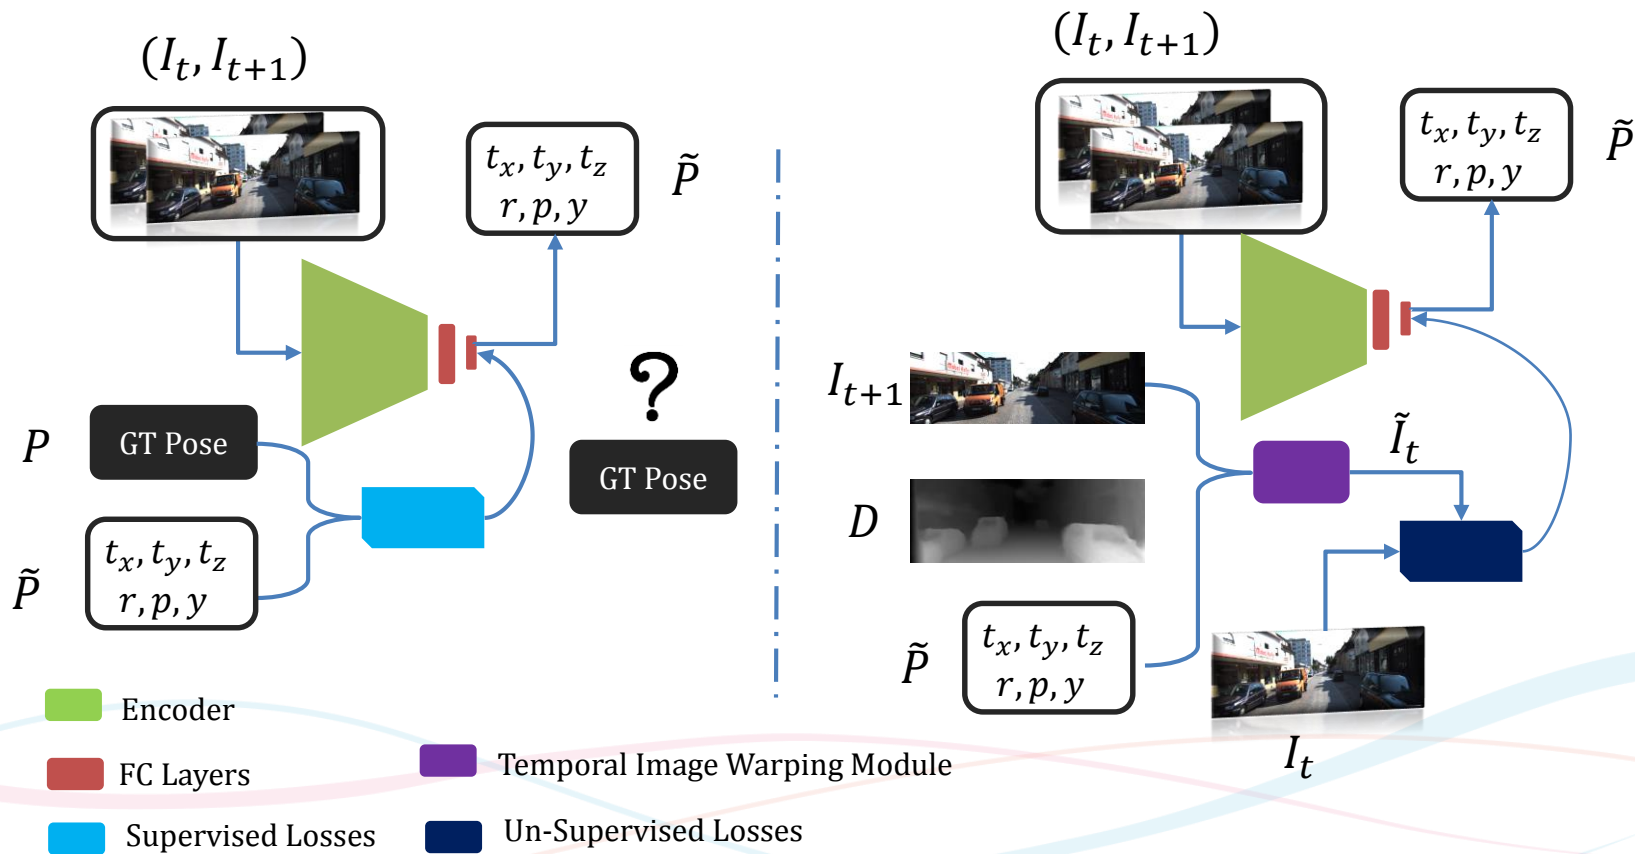 (I_t, I_{t+1})
t_x, t_y, t_z
r, p, y
P̃
P
GT Pose
?
GT Pose
P̃
t_x, t_y, t_z
r, p, y
(I_t, I_{t+1})
t_x, t_y, t_z
r, p, y
P̃
I_{t+1}
Ĩ_t
D
P̃
t_x, t_y, t_z
r, p, y
I_t
Encoder
FC Layers
Temporal Image Warping Module
Supervised Losses
Un-Supervised Losses